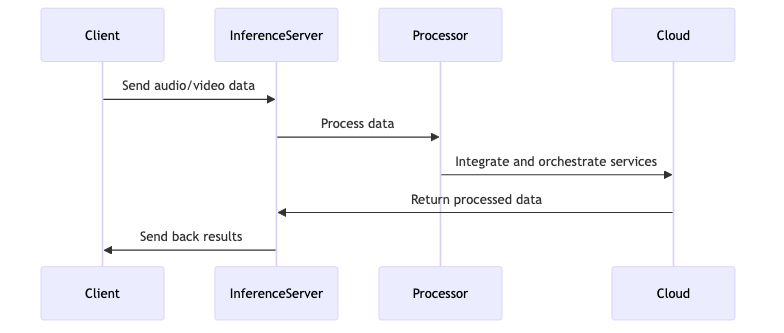 Client
InferenceServer
Processor
Cloud
Send audio/video data
Process data
Integrate and orchestrate services
Return processed data
Send back results
Client
InferenceServer
Processor
Cloud